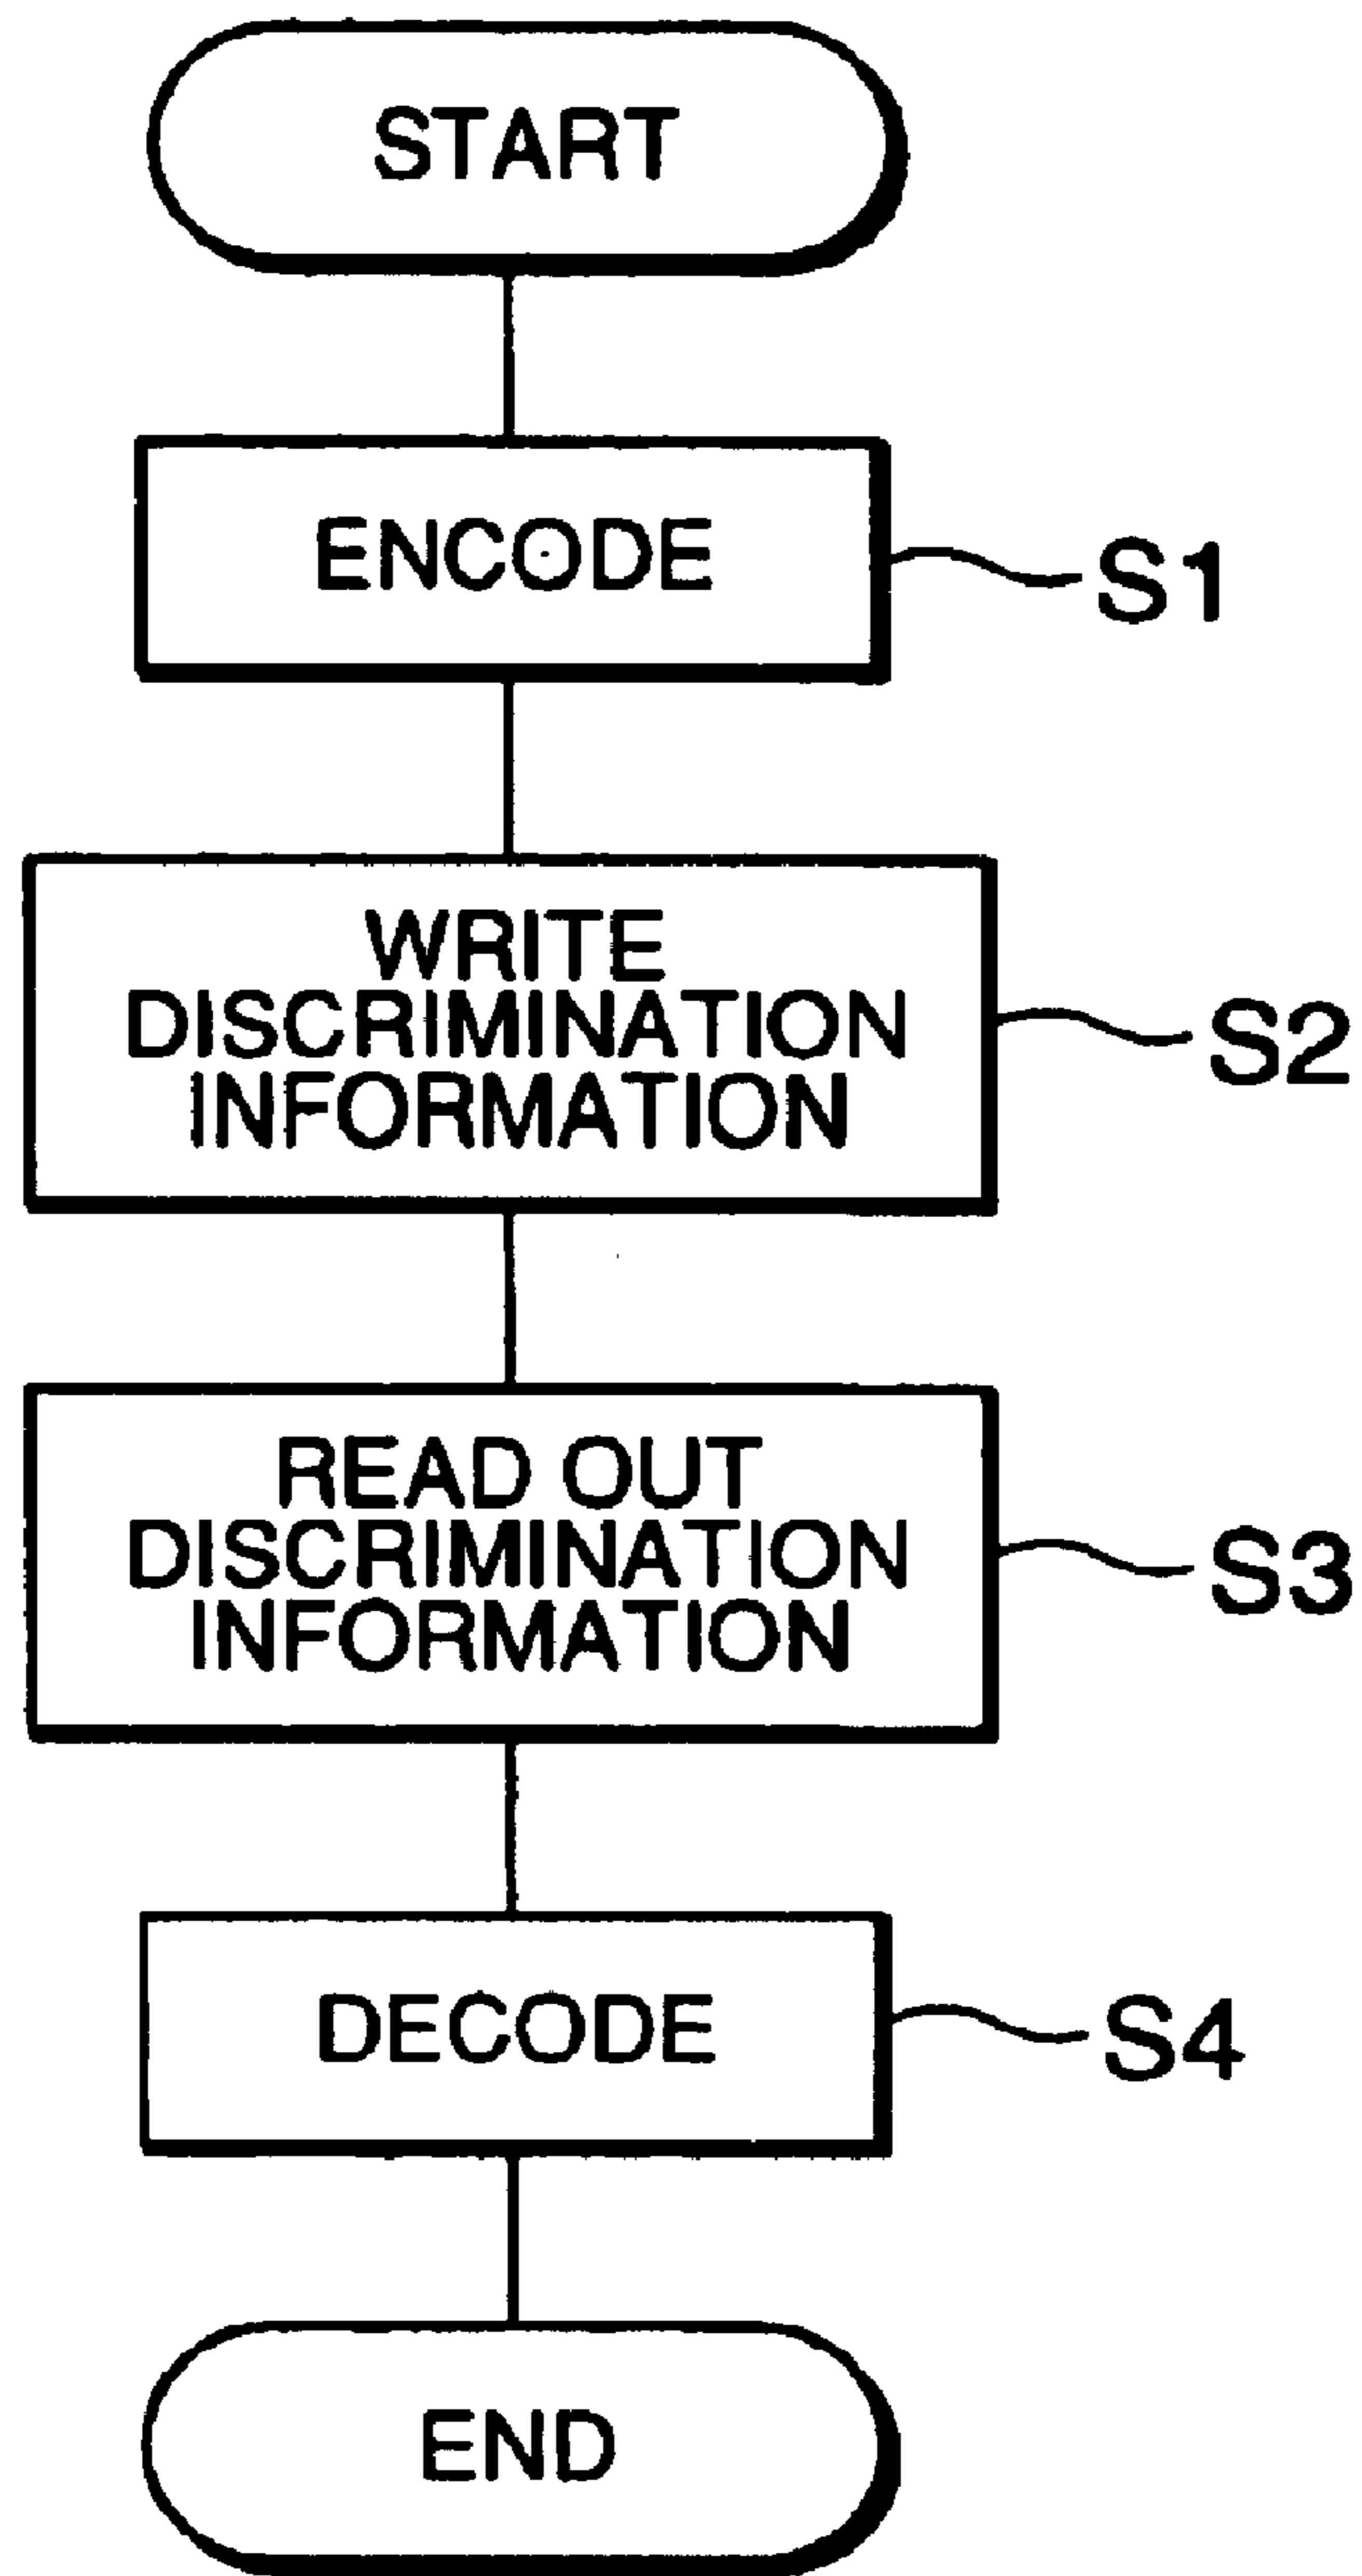 START
ENCODE
S1
WRITE
DISCRIMINATION
INFORMATION
S2
READ OUT
DISCRIMINATION
INFORMATION
S3
DECODE
S4
END